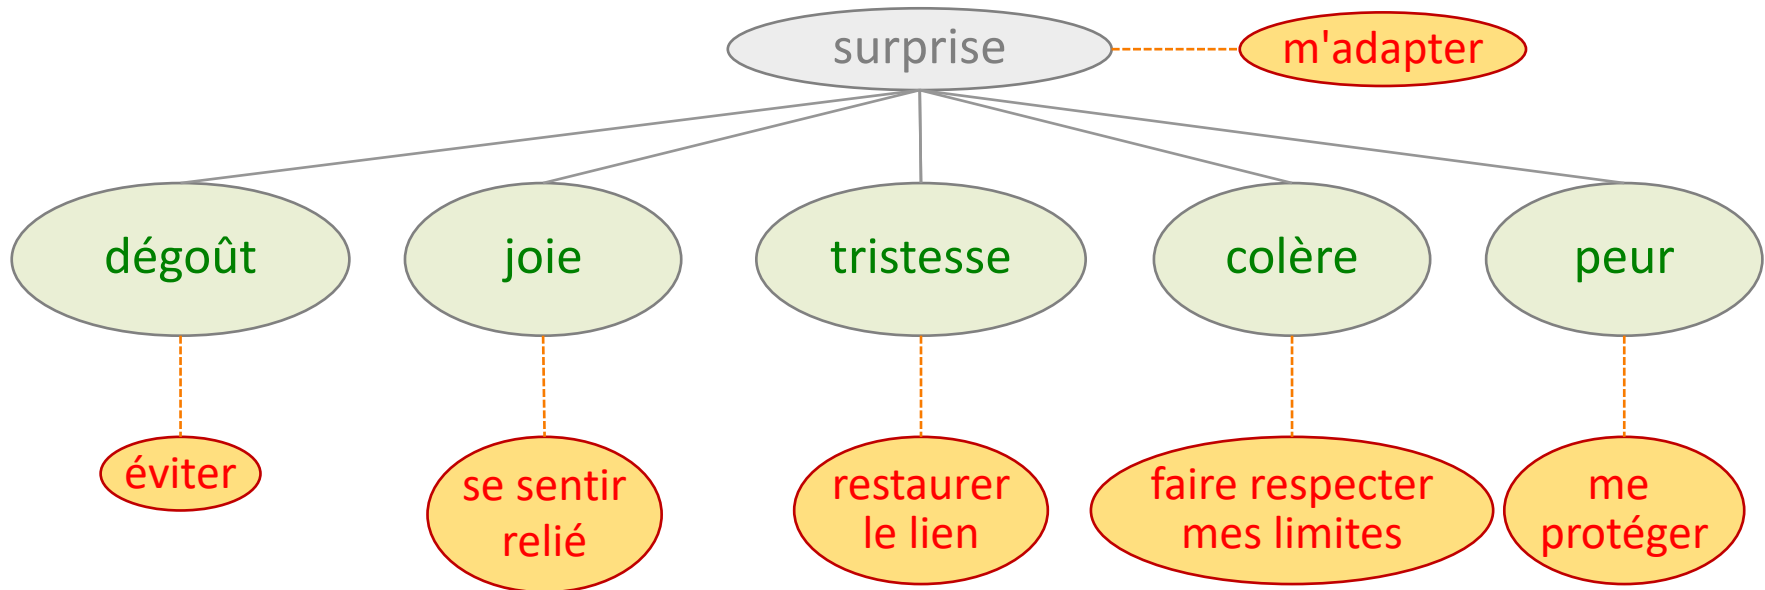 surprise
m'adapter
dégoût
joie
tristesse
colère
peur
éviter
se sentir
relié
restaurer
le lien
faire respecter
mes limites
me
protéger